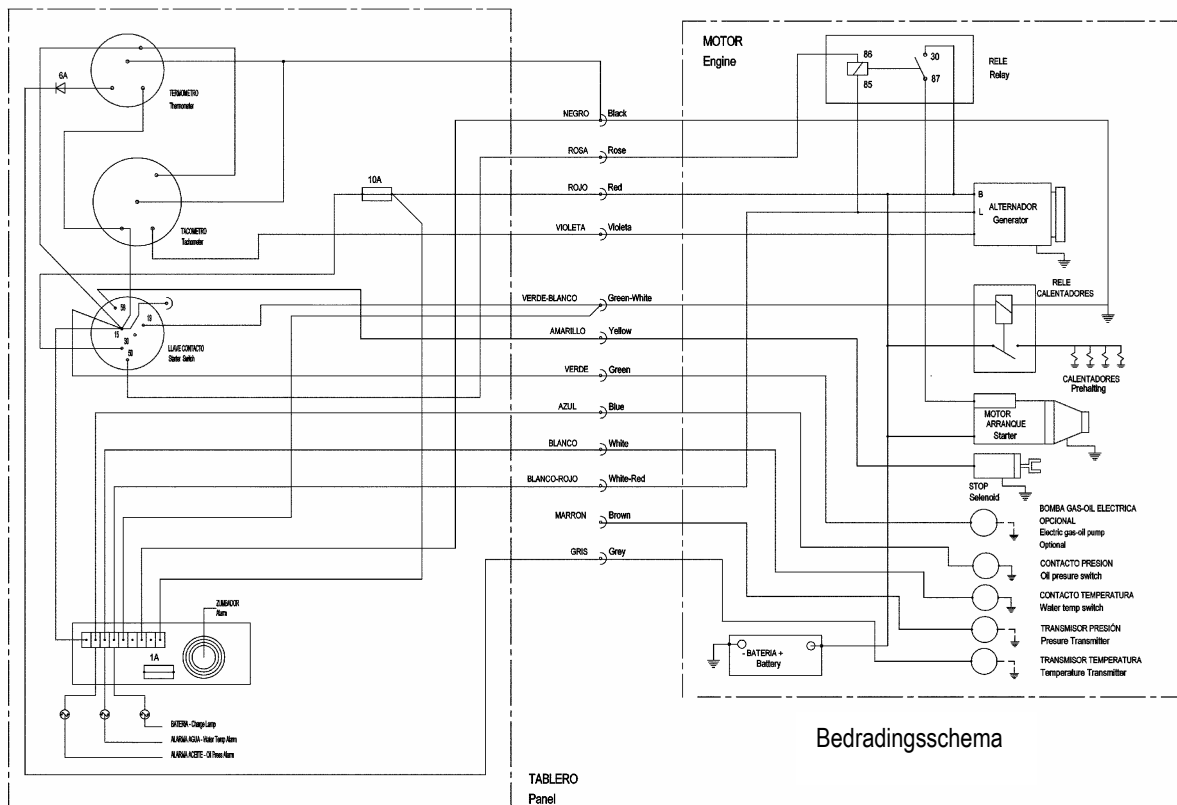 6A
TERMOMETRO
Thermometer
TACOMETRO
Tachometer
10A
58
19
15
30
50
LLAVE CONTACTO
Starter Switch
NEGRO Black
ROSA Rose
ROJO Red
VIOLETA Violeta
VERDE-BLANCO Green-White
AMARILLO Yellow
VERDE Green
AZUL Blue
BLANCO White
BLANCO-ROJO White-Red
MARRON Brown
GRIS Grey
ZUMBADOR
Alarm
1A
BATERIA - Charge Lamp
ALARMA AGUA - Water Temp Alarm
ALARMA ACEITE - Oil Press Alarm
TABLERO
Panel
MOTOR
Engine
86
30
87
85
RELE
Relay
B
L
ALTERNADOR
Generator
RELE
CALENTADORES
CALENTADORES
Prehalting
MOTOR
ARRANQUE
Starter
STOP
Selenoid
BOMBA GAS-OIL ELECTRICA
OPCIONAL
Electric gas-oil pump
Optional
CONTACTO PRESION
Oil presure switch
CONTACTO TEMPERATURA
Water temp switch
TRANSMISOR PRESIÓN
Presure Transmitter
TRANSMISOR TEMPERATURA
Temperature Transmitter
- BATERIA +
Battery
Bedradingsschema